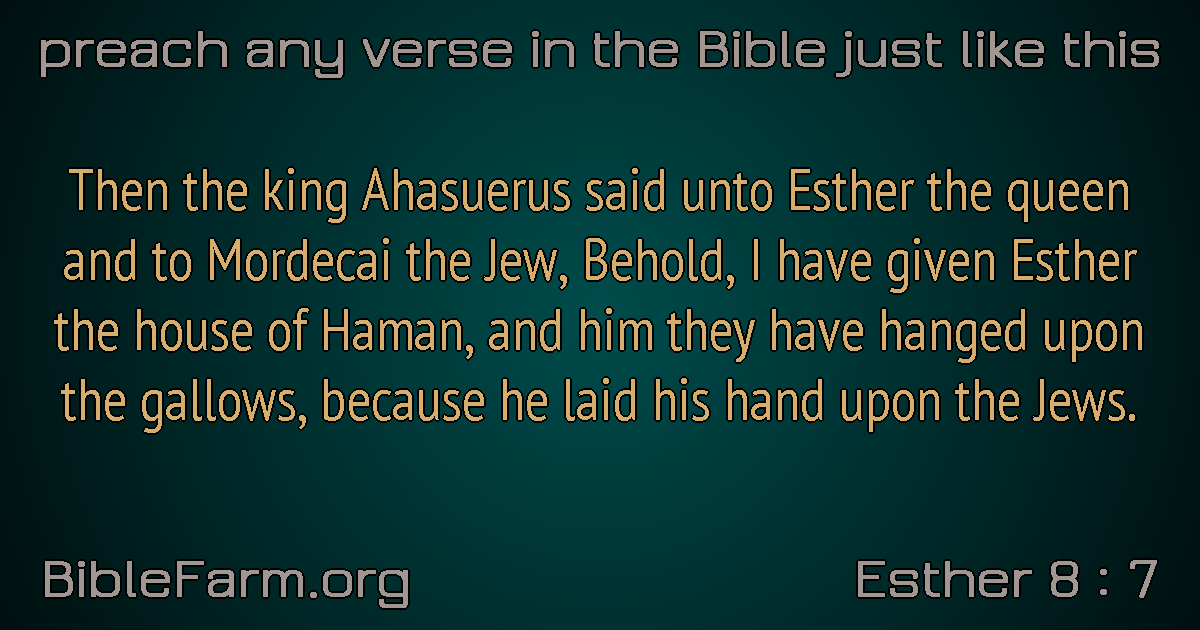 preach any verse in the Bible just like this
Then the king Ahasuerus said unto Esther the queen
and to Mordecai the Jew, Behold, I have given Esther
the house of Haman, and him they have hanged upon
the gallows, because he laid his hand upon the Jews.
BibleFarm.org
Esther 8 : 7